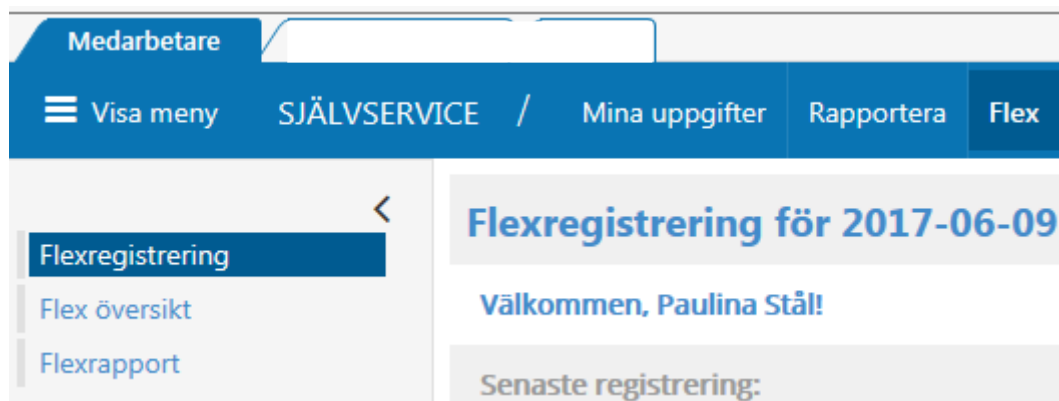 Medarbetare
Visa meny SJÄLVSERVICE / Mina uppgifter Rapportera Flex
Flexregistrering
Flex översikt
Flexrapport
Flexregistrering för 2017-06-09
Välkommen, Paulina Stål!
Senaste registrering: